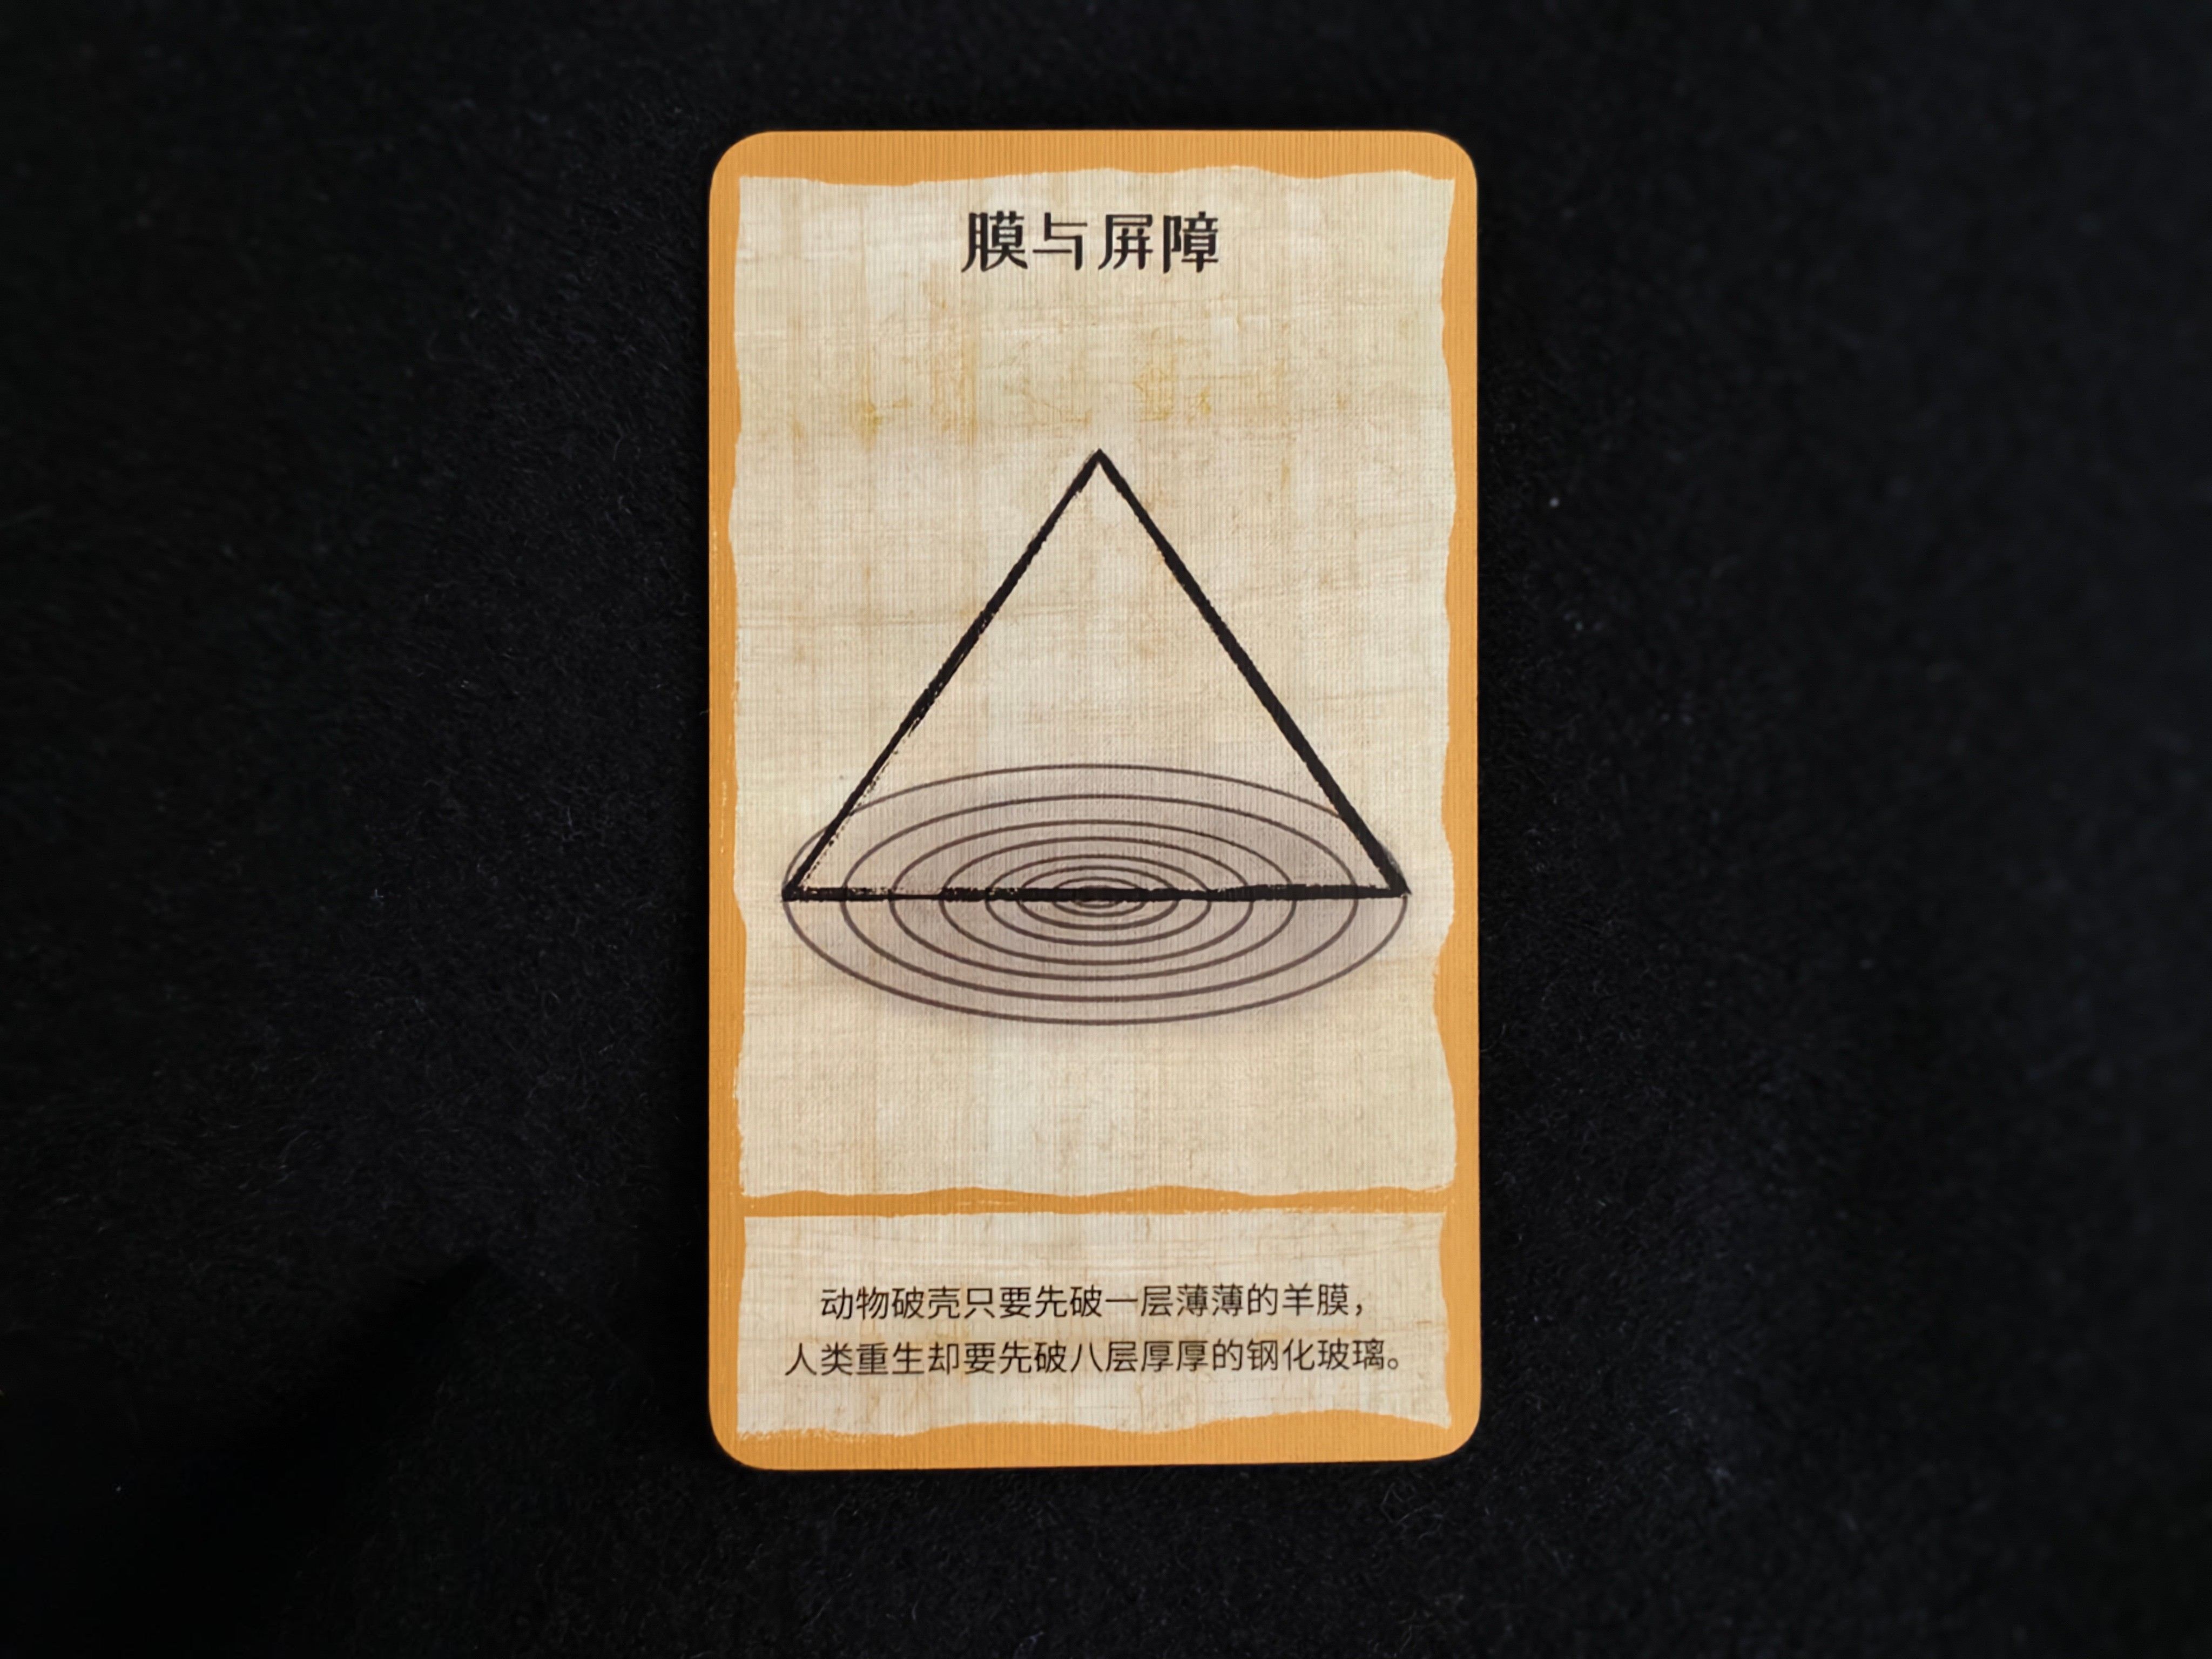 膜与屏障
动物破壳只要先破一层薄薄的羊膜，
人类重生却要先破八层厚厚的钢化玻璃。